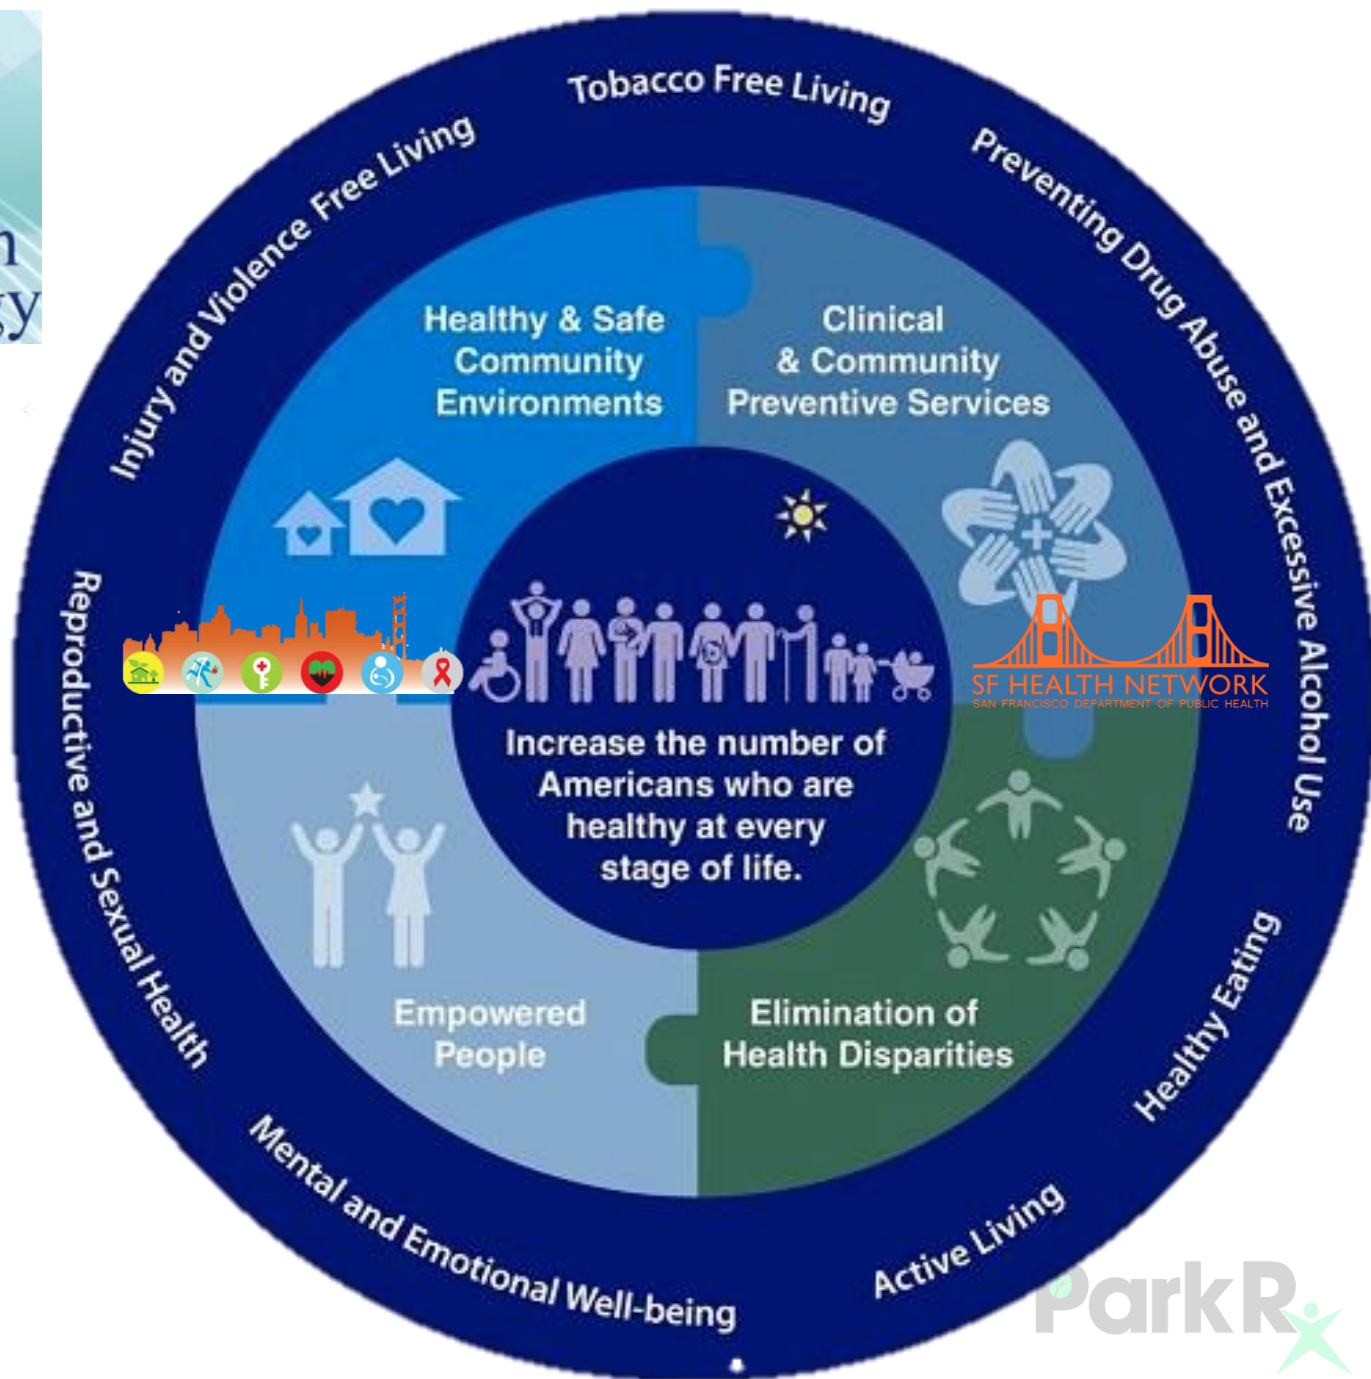 Tobacco Free Living
Preventing Drug Abuse and Excessive Alcohol Use
Healthy Eating
Active Living
Mental and Emotional Well-being
Reproductive and Sexual Health
Injury and Violence Free Living
Healthy & Safe
Community
Environments
Clinical
& Community
Preventive Services
SF HEALTH NETWORK
SAN FRANCISCO DEPARTMENT OF PUBLIC HEALTH
Increase the number of
Americans who are
healthy at every
stage of life.
Empowered
People
Elimination of
Health Disparities
ParkRx